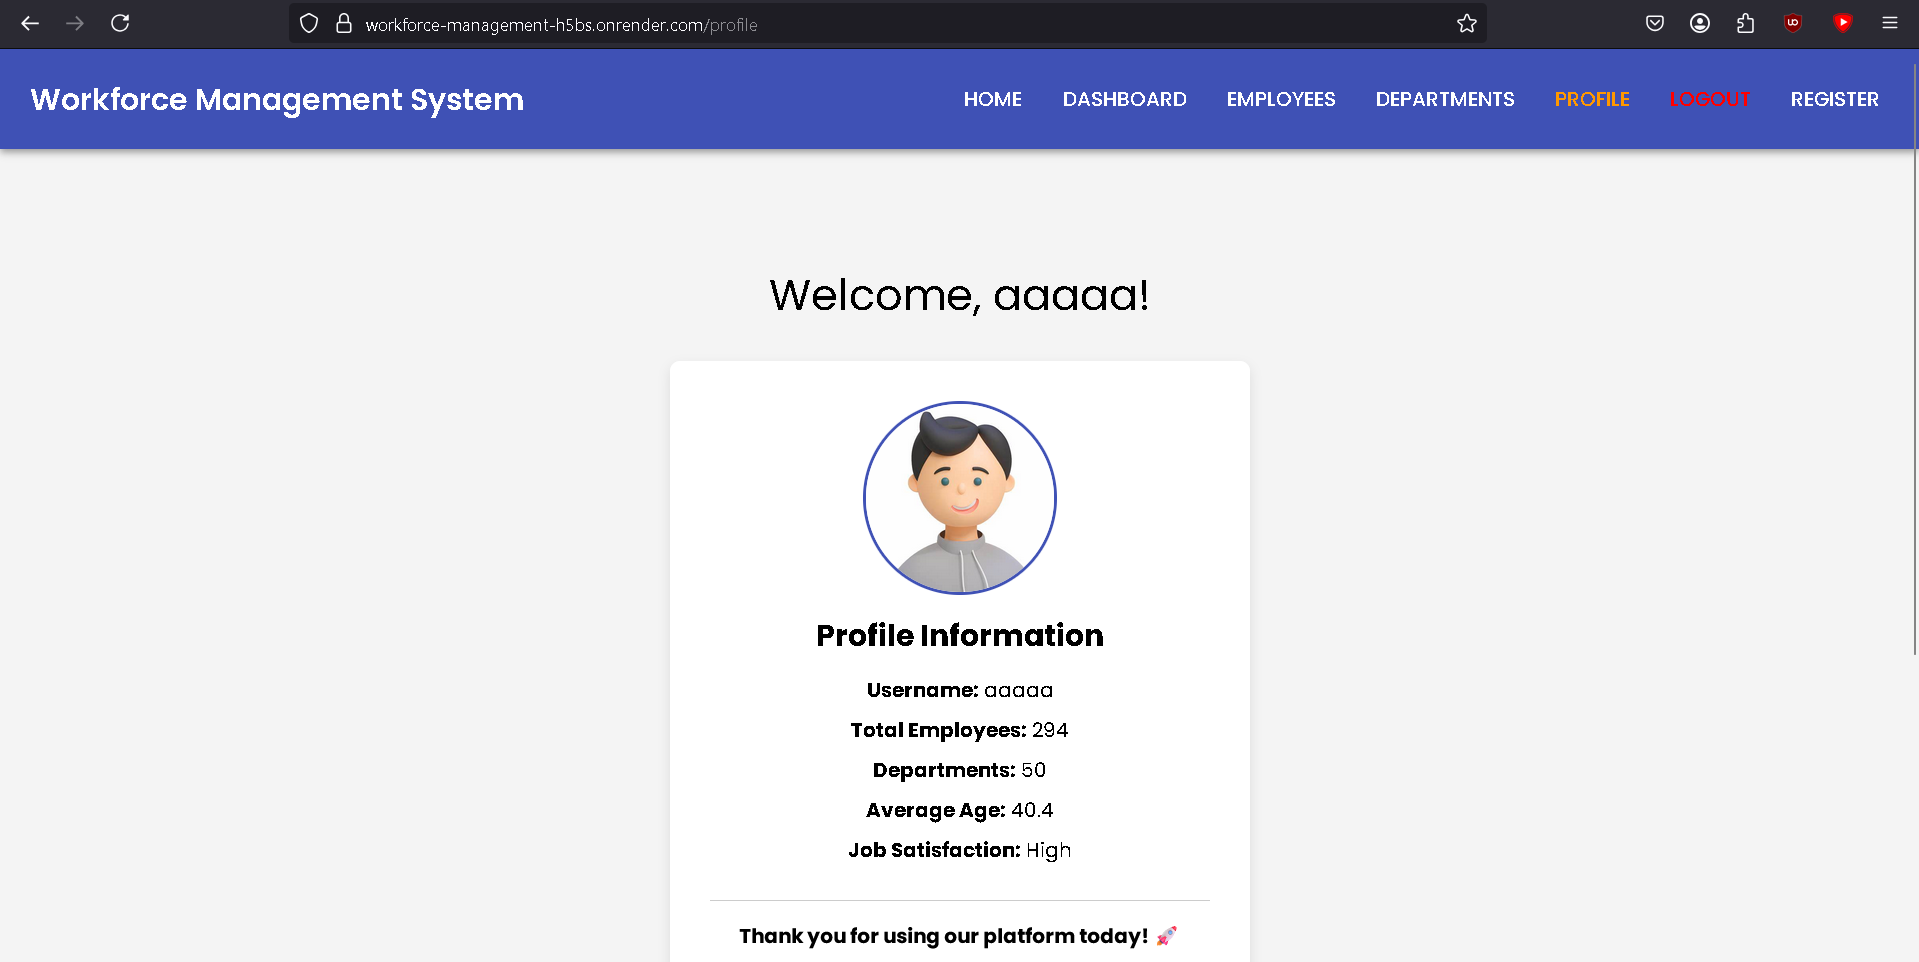 workforce-management-h5bs.onrender.com/profile
Workforce Management System
HOME DASHBOARD EMPLOYEES DEPARTMENTS PROFILE LOGOUT REGISTER
Welcome, aaaaa!
Profile Information
Username: aaaaa
Total Employees: 294
Departments: 50
Average Age: 40.4
Job Satisfaction: High
Thank you for using our platform today! 🚀